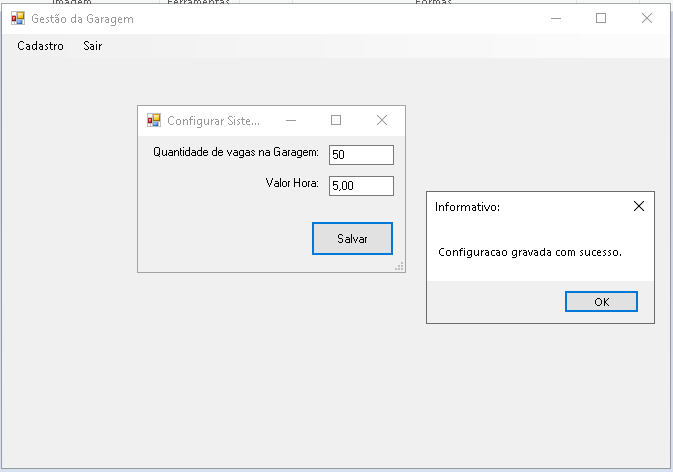 Imagem Ferramentas Formas
Gestão da Garagem
Cadastro Sair
Configurar Siste...
Quantidade de vagas na Garagem: 50
Valor Hora: 5,00
Salvar
Informativo:
Configuracao gravada com sucesso.
OK